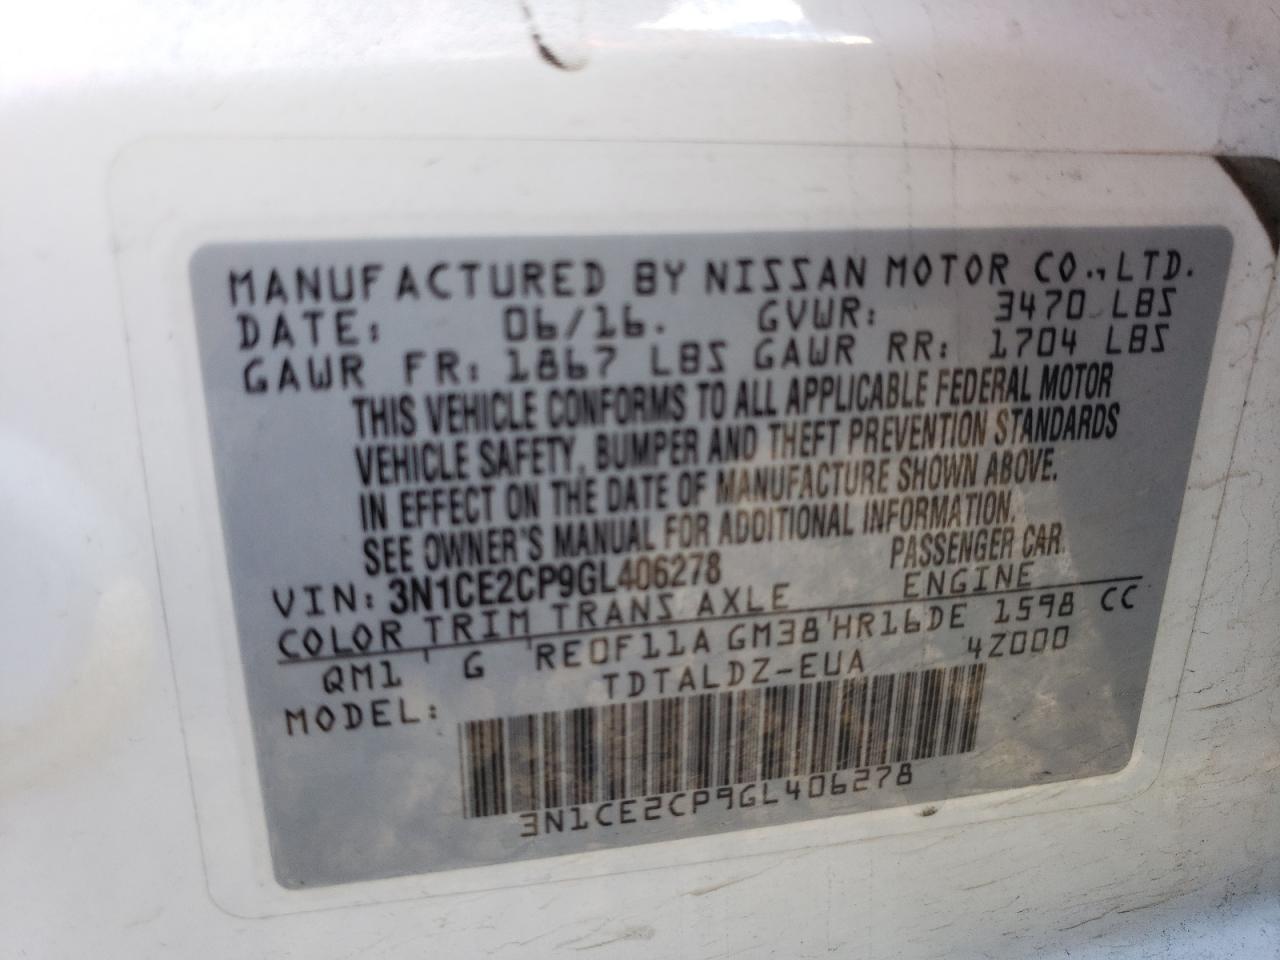 MANUFACTURED BY NISSAN MOTOR CO., LTD.
DATE: 06/16. GVWR: 3470 LBS
GAWR FR: 1867 LBS GAWR RR: 1704 LBS
THIS VEHICLE CONFORMS TO ALL APPLICABLE FEDERAL MOTOR
VEHICLE SAFETY, BUMPER AND THEFT PREVENTION STANDARDS
IN EFFECT ON THE DATE OF MANUFACTURE SHOWN ABOVE.
SEE OWNER'S MANUAL FOR ADDITIONAL INFORMATION.
VIN: 3N1CE2CP9GL406278 PASSENGER CAR.
COLOR TRIM TRANS AXLE ENGINE
QM1 G RE0F11A GM38 HR16DE 1598 CC
MODEL: TDTALDZ-EUA 4Z000
3N1CE2CP9GL406278